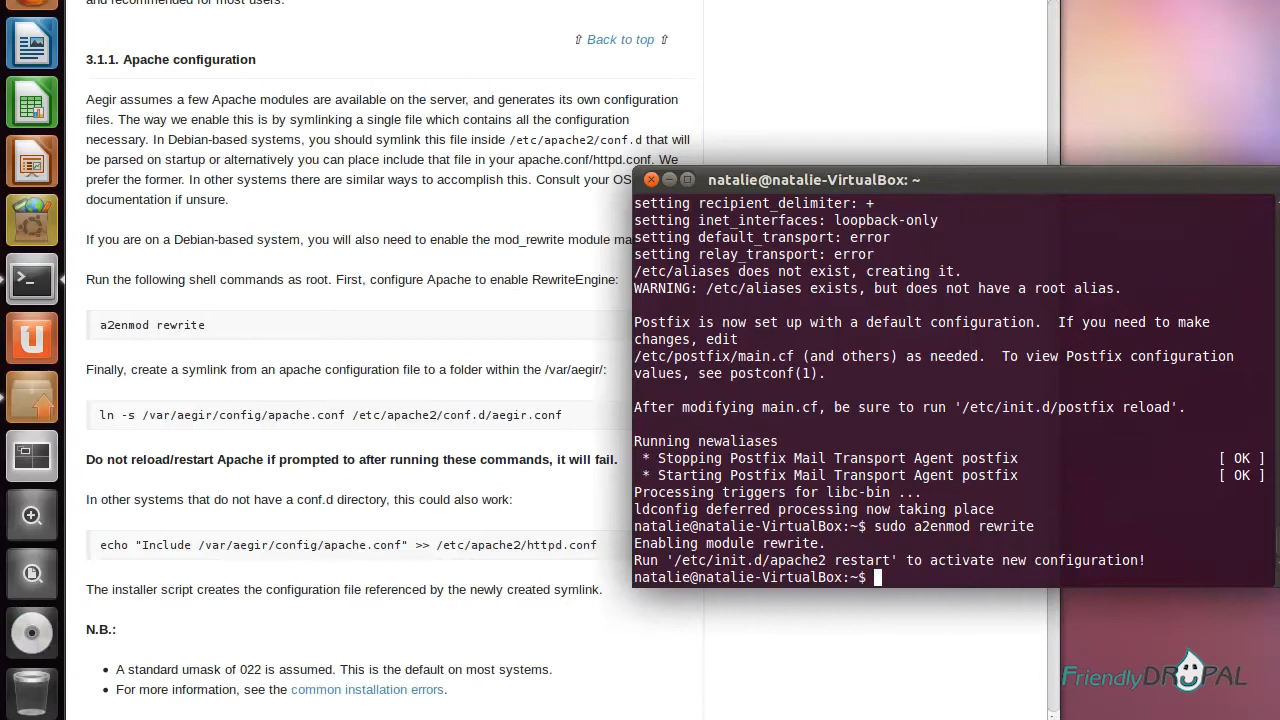 and recommended for most users.
⇧ Back to top ⇧
3.1.1. Apache configuration
Aegir assumes a few Apache modules are available on the server, and generates its own configuration
files. The way we enable this is by symlinking a single file which contains all the configuration
necessary. In Debian-based systems, you should symlink this file inside /etc/apache2/conf.d that will
be parsed on startup or alternatively you can place include that file in your apache.conf/httpd.conf. We
prefer the former. In other systems there are similar ways to accomplish this. Consult your OS
documentation if unsure.
If you are on a Debian-based system, you will also need to enable the mod_rewrite module
Run the following shell commands as root. First, configure Apache to enable RewriteEngine:
a2enmod rewrite
Finally, create a symlink from an apache configuration file to a folder within the /var/aegir/:
ln -s /var/aegir/config/apache.conf /etc/apache2/conf.d/aegir.conf
Do not reload/restart Apache if prompted to after running these commands, it will fail.
In other systems that do not have a conf.d directory, this could also work:
echo "Include /var/aegir/config/apache.conf" >> /etc/apache2/httpd.conf
The installer script creates the configuration file referenced by the newly created symlink.
N.B.:
• A standard umask of 022 is assumed. This is the default on most systems.
• For more information, see the common installation errors.
natalie@natalie-VirtualBox: ~
setting recipient_delimiter: +
setting inet_interfaces: loopback-only
setting default_transport: error
setting relay_transport: error
/etc/aliases does not exist, creating it.
WARNING: /etc/aliases exists, but does not have a root alias.
Postfix is now set up with a default configuration.  If you need to make
changes, edit
/etc/postfix/main.cf (and others) as needed.  To view Postfix configuration
values, see postconf(1).
After modifying main.cf, be sure to run '/etc/init.d/postfix reload'.
Running newaliases
* Stopping Postfix Mail Transport Agent postfix [ OK ]
* Starting Postfix Mail Transport Agent postfix [ OK ]
Processing triggers for libc-bin ...
ldconfig deferred processing now taking place
natalie@natalie-VirtualBox:~$ sudo a2enmod rewrite
Enabling module rewrite.
Run '/etc/init.d/apache2 restart' to activate new configuration!
natalie@natalie-VirtualBox:~$
FriendlyDRUPAL